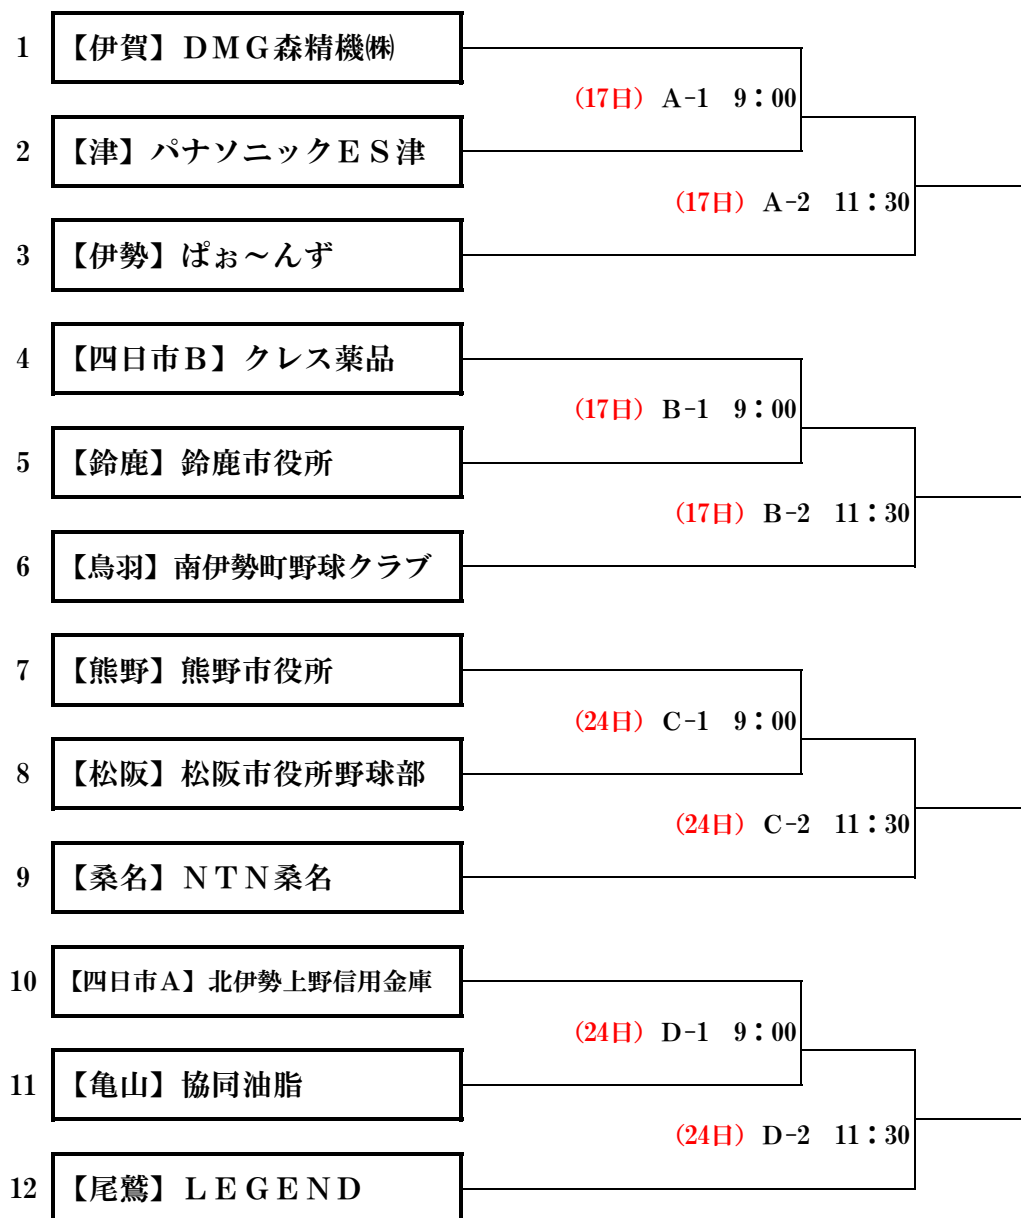 1 【伊賀】ＤＭＧ森精機㈱
(17日) A-1 9：00
2 【津】パナソニックＥＳ津
(17日) A-2 11：30
3 【伊勢】ぱぉ～んず
4 【四日市Ｂ】クレス薬品
(17日) B-1 9：00
5 【鈴鹿】鈴鹿市役所
(17日) B-2 11：30
6 【鳥羽】南伊勢町野球クラブ
7 【熊野】熊野市役所
(24日) C-1 9：00
8 【松阪】松阪市役所野球部
(24日) C-2 11：30
9 【桑名】ＮＴＮ桑名
10 【四日市Ａ】北伊勢上野信用金庫
(24日) D-1 9：00
11 【亀山】協同油脂
(24日) D-2 11：30
12 【尾鷲】ＬＥＧＥＮＤ